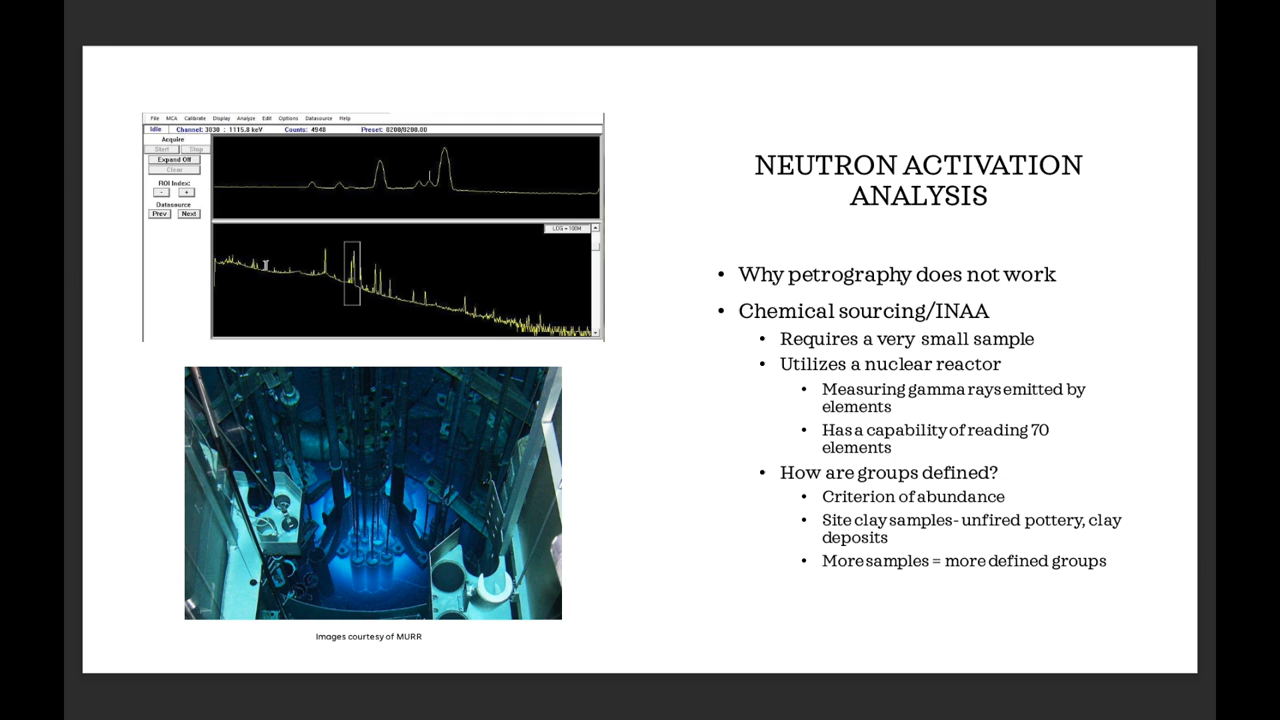 File MCA Calibrate Display Analyze Edit Options Datasource Help
Idle Channel: 3030 : 1115.8 keV Counts: 4948 Preset: 8200/8200.00
Acquire
Start Stop
Expand Off
Clear
ROI Index:
- +
Datasource
Prev Next
LOG = 100M
Images courtesy of MURR
NEUTRON ACTIVATION
ANALYSIS
• Why petrography does not work
• Chemical sourcing/INAA
• Requires a very small sample
• Utilizes a nuclear reactor
• Measuring gamma rays emitted by
elements
• Has a capability of reading 70
elements
• How are groups defined?
• Criterion of abundance
• Site clay samples- unfired pottery, clay
deposits
• More samples = more defined groups